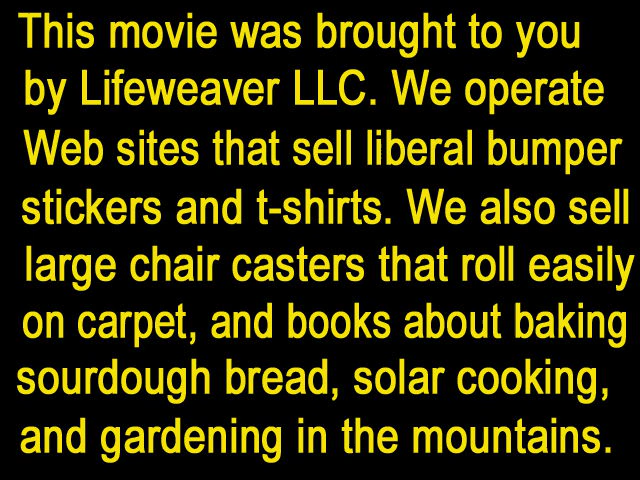 This movie was brought to you
by Lifeweaver LLC. We operate
Web sites that sell liberal bumper
stickers and t-shirts. We also sell
large chair casters that roll easily
on carpet, and books about baking
sourdough bread, solar cooking,
and gardening in the mountains.